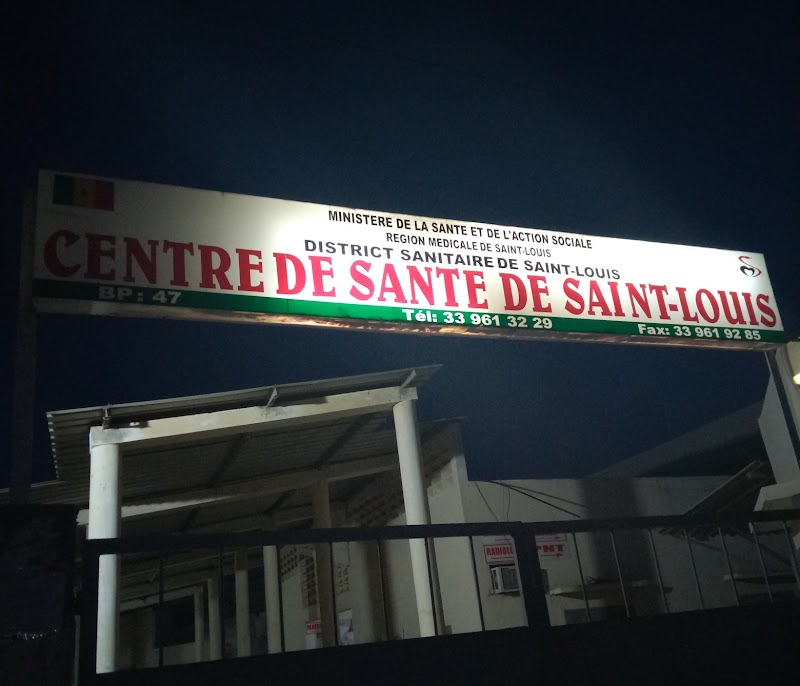 MINISTERE DE LA SANTE ET DE L'ACTION SOCIALE
REGION MEDICALE DE SAINT-LOUIS
DISTRICT SANITAIRE DE SAINT-LOUIS
CENTRE DE SANTE DE SAINT-LOUIS
BP: 47 Tél: 33 961 32 29 Fax: 33 961 92 85
PNT